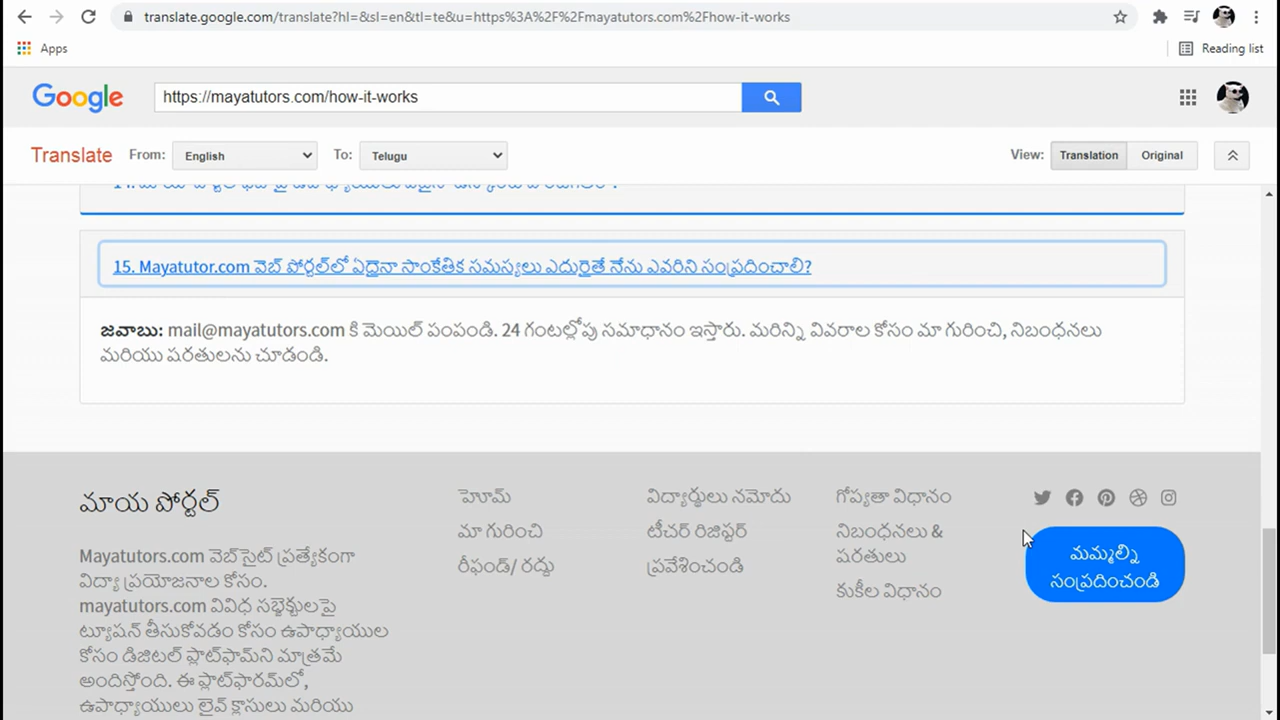 translate.google.com/translate?hl=&sl=en&tl=te&u=https%3A%2F%2Fmayatutors.com%2Fhow-it-works
Apps
Reading list
Google
https://mayatutors.com/how-it-works
Translate From: English To: Telugu View: Translation Original
15. Mayatutor.com వెబ్ పోర్టల్‌లో ఏదైనా సాంకేతిక సమస్యలు ఎదురైతే నేను ఎవరిని సంప్రదించాలి?
జవాబు: mail@mayatutors.com కి మెయిల్ పంపండి. 24 గంటల్లోపు సమాధానం ఇస్తారు. మరిన్ని వివరాల కోసం మా గురించి, నిబంధనలు
మరియు షరతులను చూడండి.
మాయ పోర్టల్
Mayatutors.com వెబ్‌సైట్ ప్రత్యేకంగా
విద్యా ప్రయోజనాల కోసం.
mayatutors.com వివిధ సబ్జెక్టులపై
ట్యూషన్ తీసుకోవడం కోసం ఉపాధ్యాయుల
కోసం డిజిటల్ ప్లాట్‌ఫామ్‌ని మాత్రమే
అందిస్తోంది. ఈ ప్లాట్‌ఫారమ్‌లో,
ఉపాధ్యాయులు లైవ్ క్లాసులు మరియు
హొమ్
మా గురించి
రీఫండ్/ రద్దు
విద్యార్థులు నమోదు
టీచర్ రిజిస్టర్
ప్రవేశించండి
గోప్యతా విధానం
నిబంధనలు &
షరతులు
కుకీల విధానం
మమ్మల్ని
సంప్రదించండి